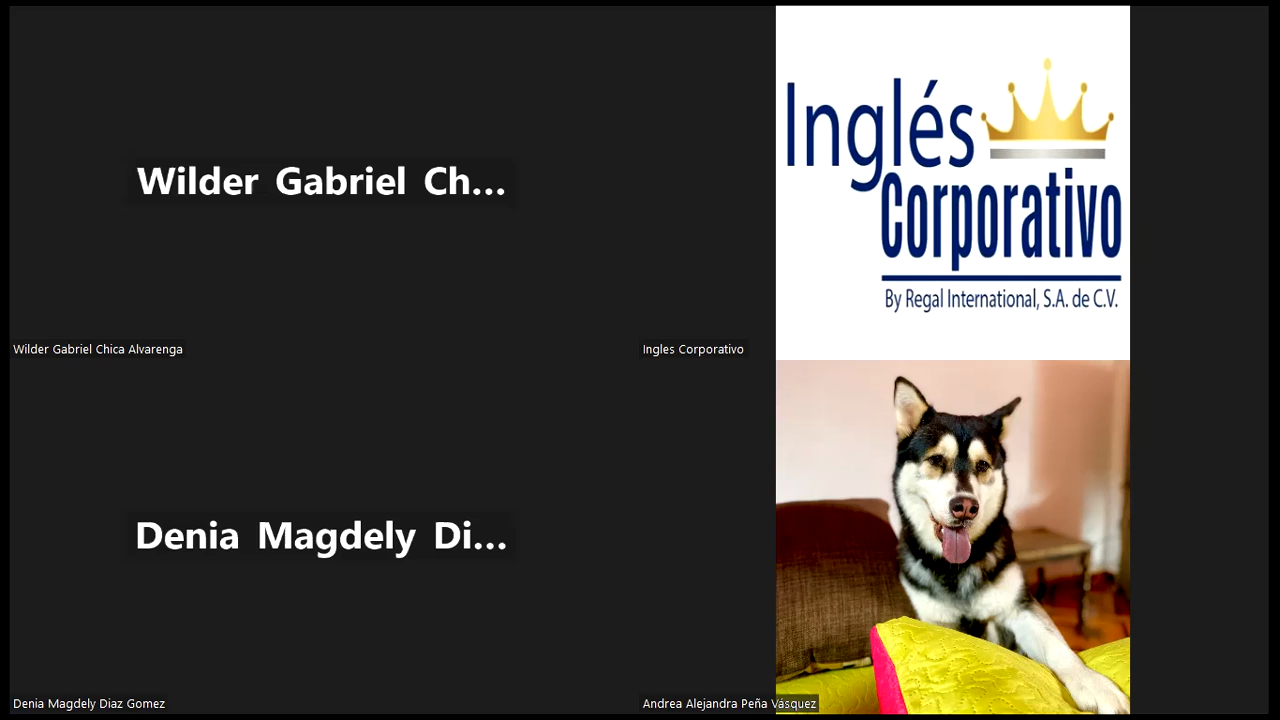 Wilder Gabriel Ch...
Wilder Gabriel Chica Alvarenga
Inglés
Corporativo
By Regal International, S.A. de C.V.
Ingles Corporativo
Denia Magdely Di...
Denia Magdely Diaz Gomez
Andrea Alejandra Peña Vásquez